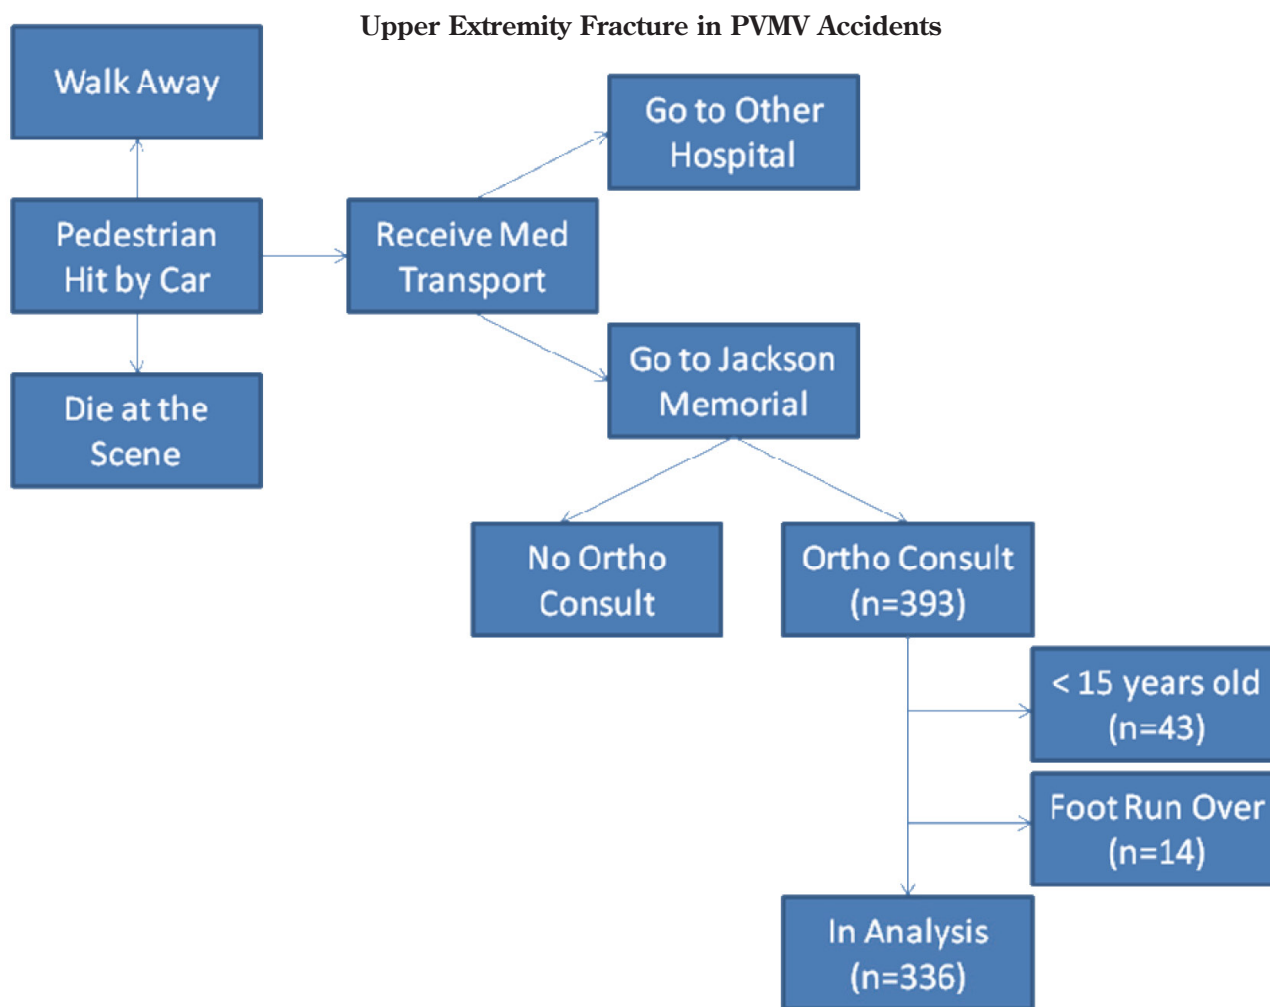 Upper Extremity Fracture in PVMV Accidents
Walk Away
Go to Other
Hospital
Pedestrian
Hit by Car
Receive Med
Transport
Go to Jackson
Memorial
Die at the
Scene
No Ortho
Consult
Ortho Consult
(n=393)
< 15 years old
(n=43)
Foot Run Over
(n=14)
In Analysis
(n=336)